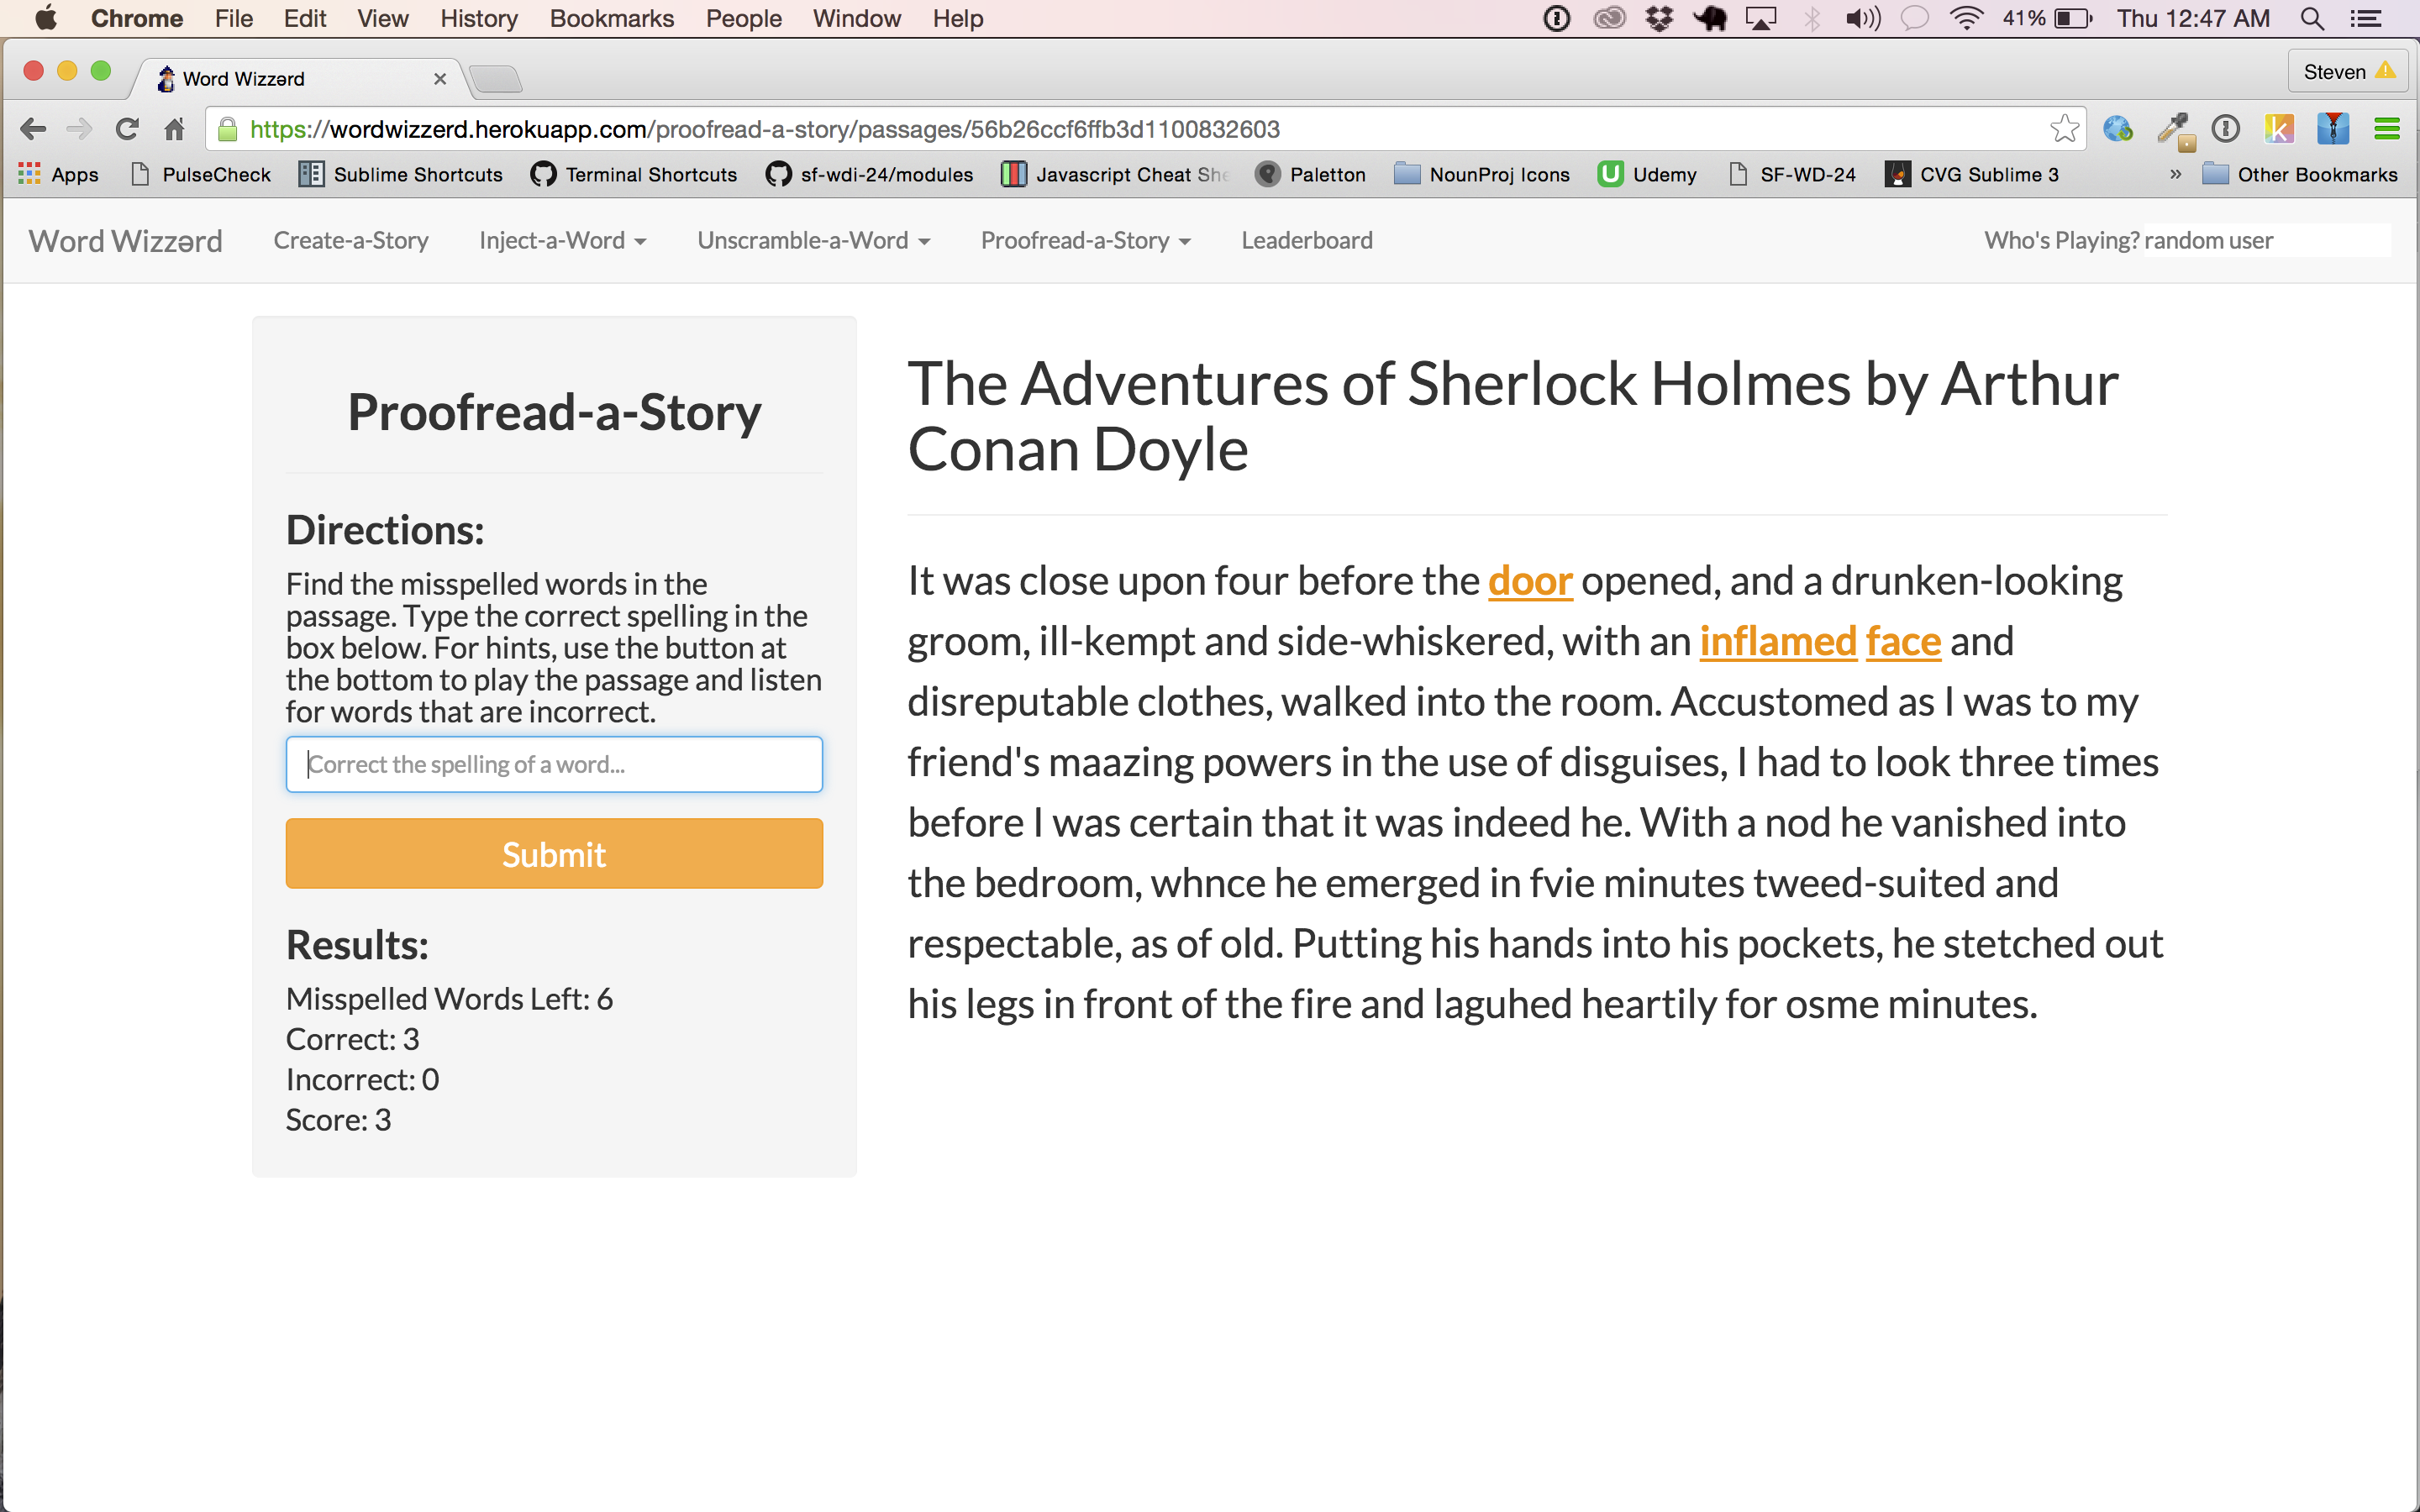 Chrome File Edit View History Bookmarks People Window Help 41% Thu 12:47 AM
Word Wizzərd Steven
https://wordwizzerd.herokuapp.com/proofread-a-story/passages/56b26ccf6ffb3d1100832603
Apps PulseCheck Sublime Shortcuts Terminal Shortcuts sf-wdi-24/modules Javascript Cheat She Paletton NounProj Icons Udemy SF-WD-24 CVG Sublime 3 » Other Bookmarks
Word Wizzərd Create-a-Story Inject-a-Word Unscramble-a-Word Proofread-a-Story Leaderboard Who's Playing? random user
Proofread-a-Story
Directions:
Find the misspelled words in the
passage. Type the correct spelling in the
box below. For hints, use the button at
the bottom to play the passage and listen
for words that are incorrect.
Correct the spelling of a word...
Submit
Results:
Misspelled Words Left: 6
Correct: 3
Incorrect: 0
Score: 3
The Adventures of Sherlock Holmes by Arthur
Conan Doyle
It was close upon four before the door opened, and a drunken-looking
groom, ill-kempt and side-whiskered, with an inflamed face and
disreputable clothes, walked into the room. Accustomed as I was to my
friend's maazing powers in the use of disguises, I had to look three times
before I was certain that it was indeed he. With a nod he vanished into
the bedroom, whnce he emerged in fvie minutes tweed-suited and
respectable, as of old. Putting his hands into his pockets, he stetched out
his legs in front of the fire and laguhed heartily for osme minutes.